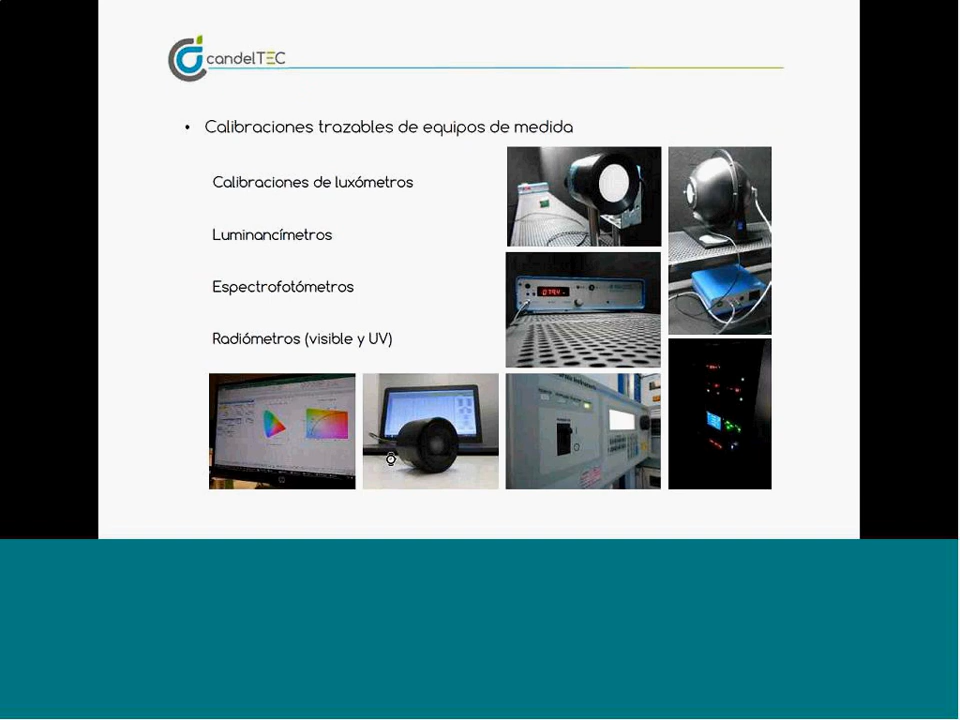 candelTEC
• Calibraciones trazables de equipos de medida
Calibraciones de luxómetros
Luminancímetros
Espectrofotómetros
Radiómetros (visible y UV)